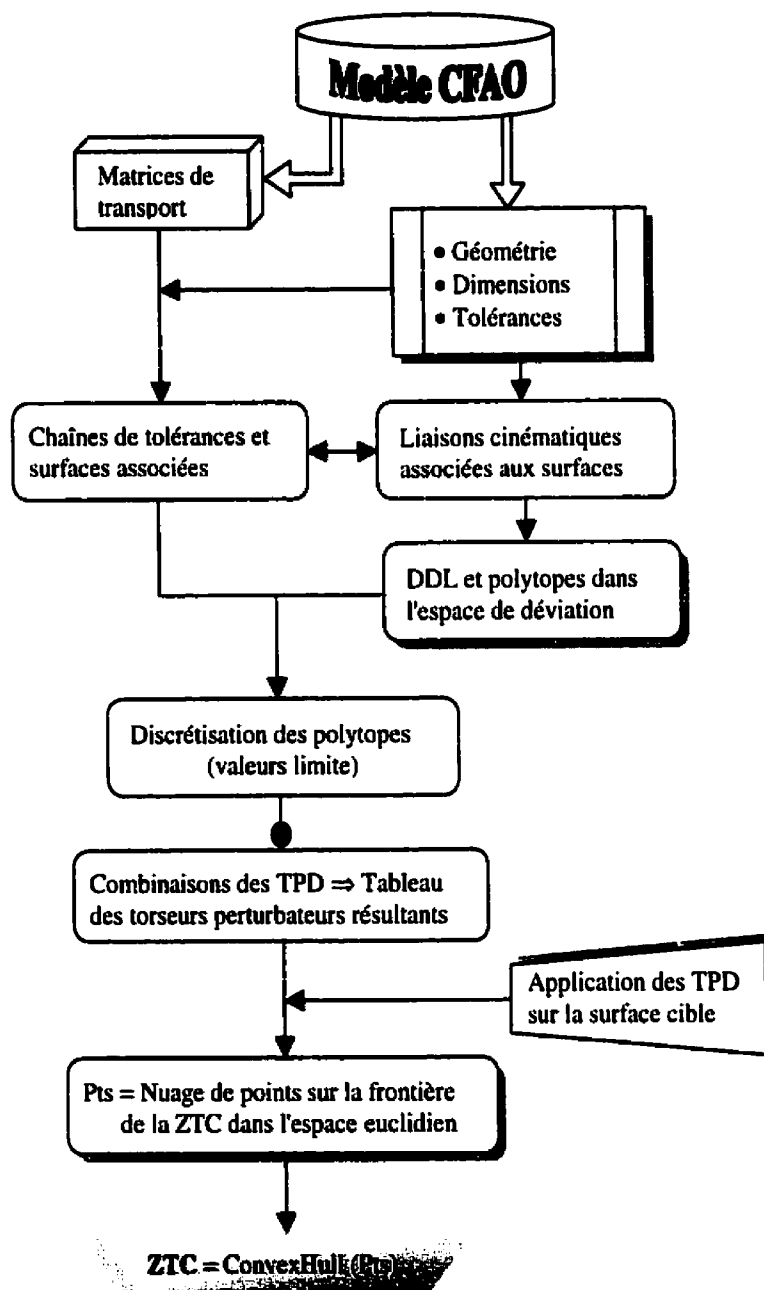 Modèle CFAO
Matrices de
transport
• Géométrie
• Dimensions
• Tolérances
Chaînes de tolérances et
surfaces associées
Liaisons cinématiques
associées aux surfaces
DDL et polytopes dans
l'espace de déviation
Discrétisation des polytopes
(valeurs limite)
Combinaisons des TPD ⇒ Tableau
des torseurs perturbateurs résultants
Application des TPD
sur la surface cible
Pts = Nuage de points sur la frontière
de la ZTC dans l'espace euclidien
ZTC = ConvexHull(Pts)